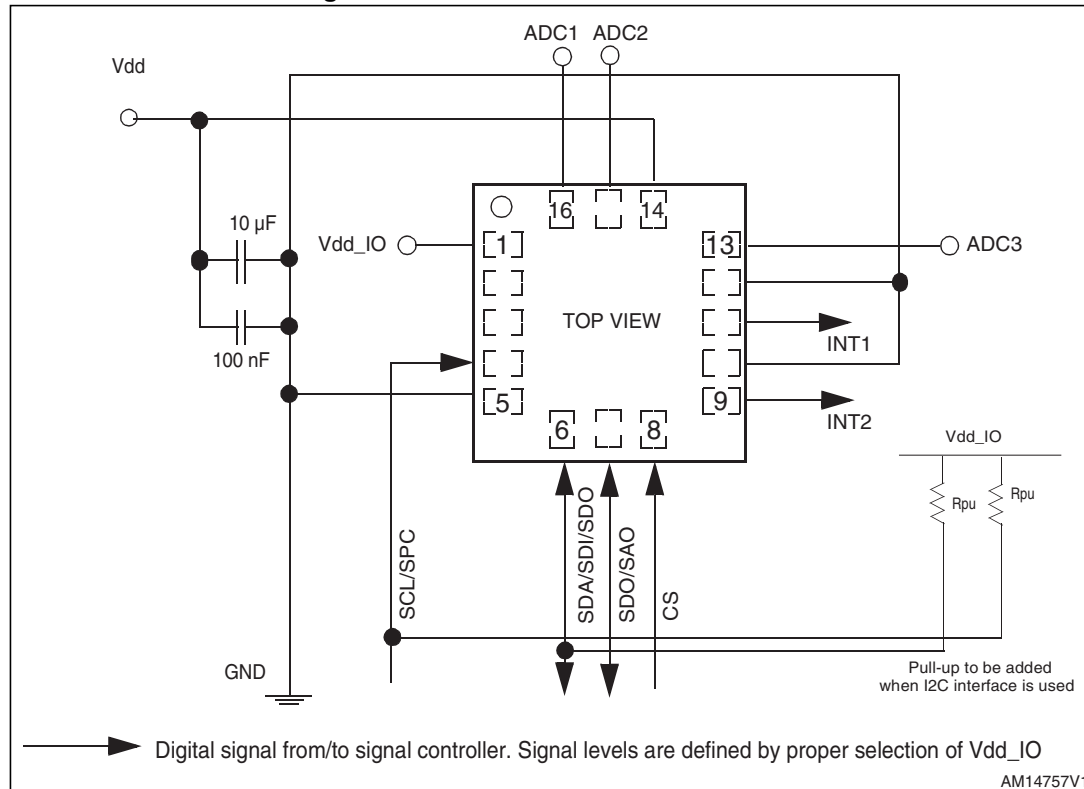 ADC1 ADC2
Vdd
16 14
10 µF
Vdd_IO 1 13 ADC3
TOP VIEW
INT1
100 nF
5 9
INT2
6 8
Vdd_IO
Rpu Rpu
SCL/SPC
SDA/SDI/SDO
SDO/SAO
CS
GND
Pull-up to be added
when I2C interface is used
Digital signal from/to signal controller. Signal levels are defined by proper selection of Vdd_IO
AM14757V1